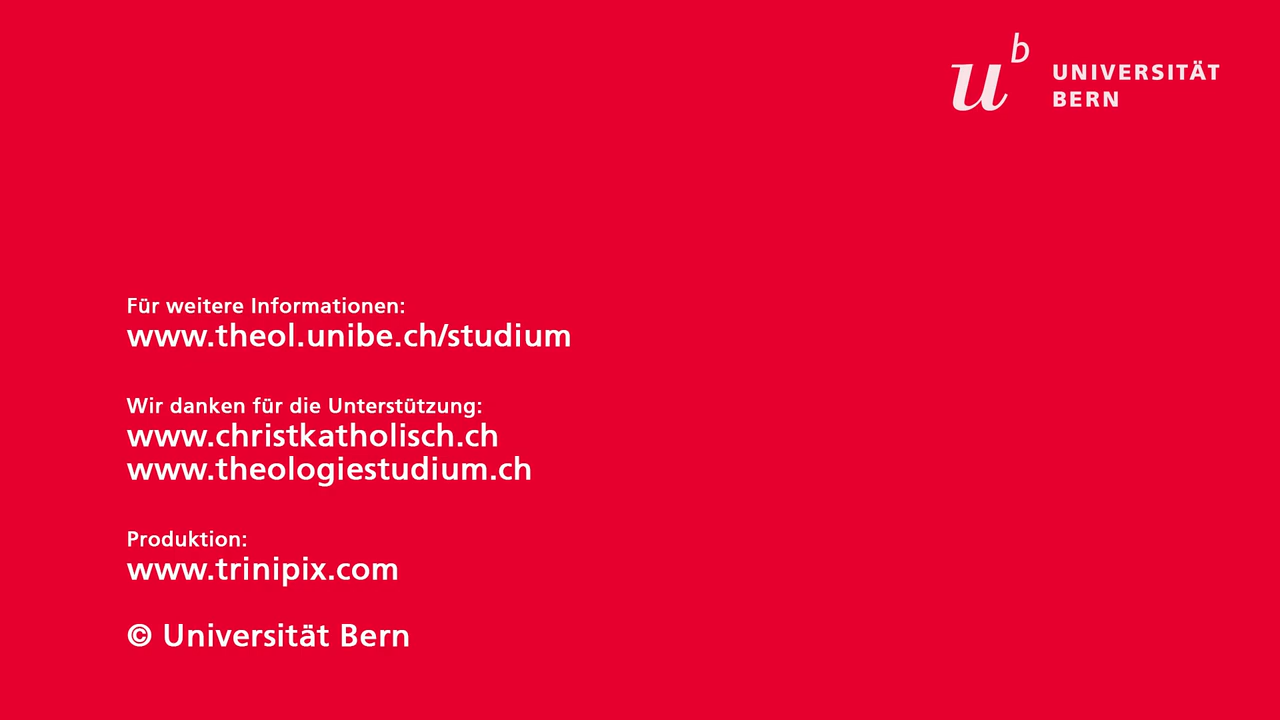 u^b UNIVERSITÄT
BERN
Für weitere Informationen:
www.theol.unibe.ch/studium
Wir danken für die Unterstützung:
www.christkatholisch.ch
www.theologiestudium.ch
Produktion:
www.trinipix.com
© Universität Bern